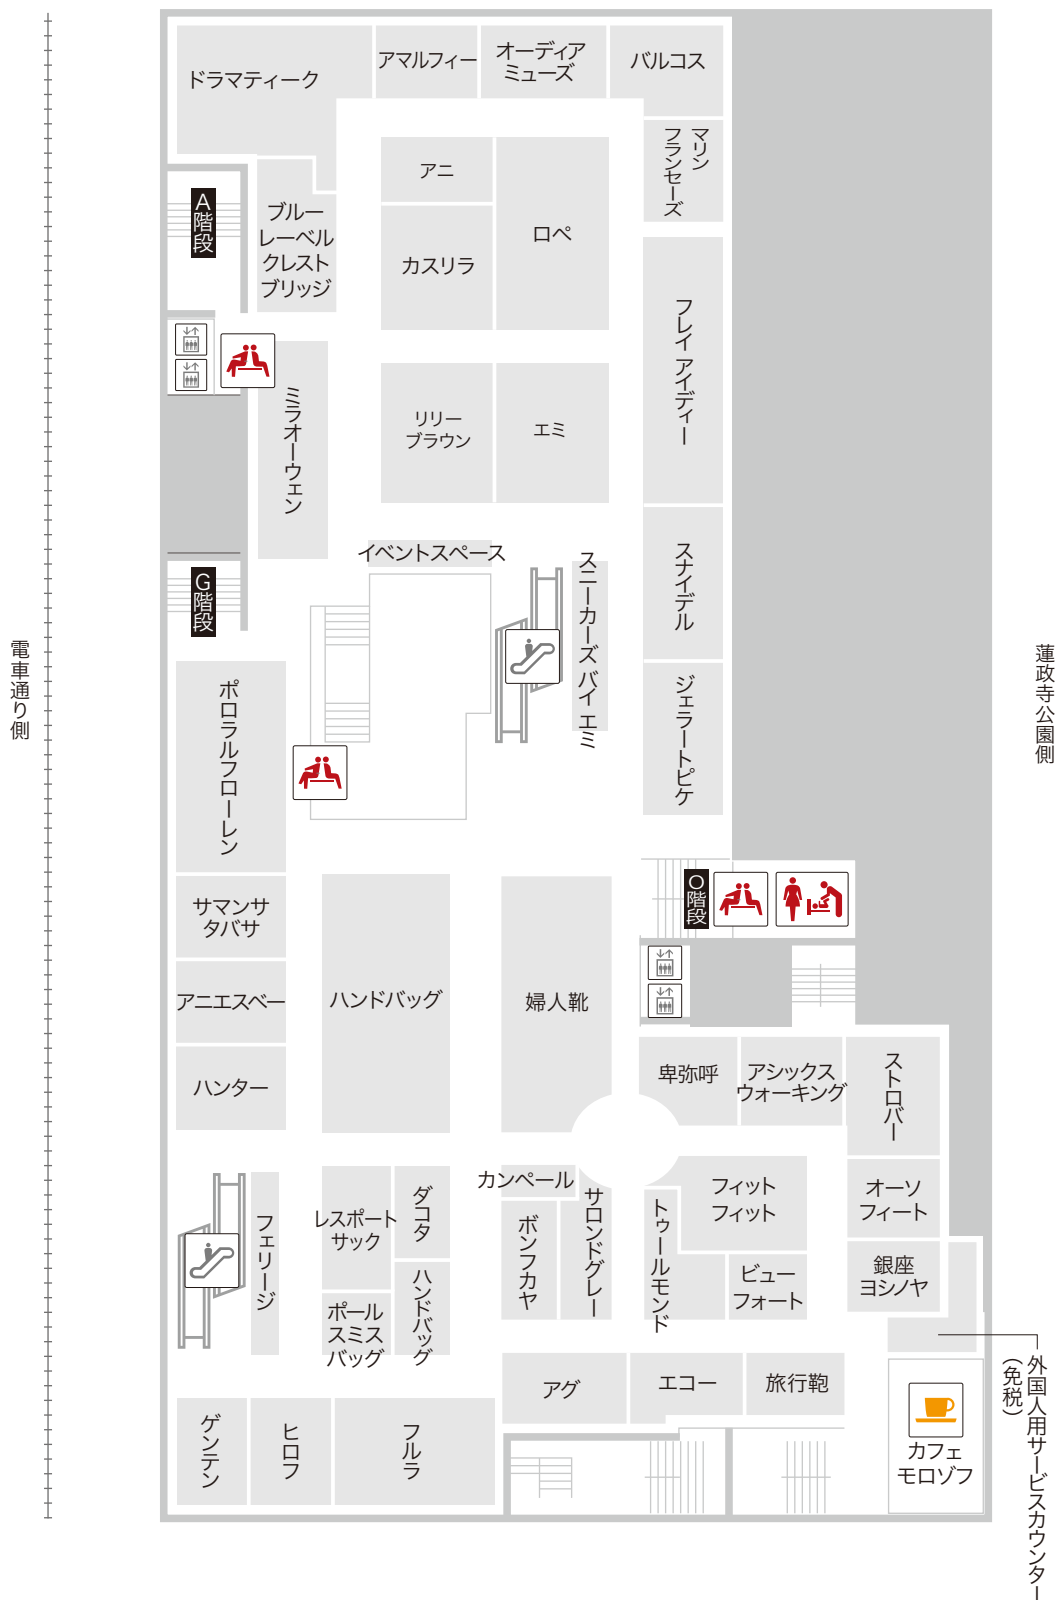 ドラマティーク
アマルフィー
オーディア
ミューズ
バルコス
マリン
フランセーズ
アニ
ロペ
カスリラ
A階段
ブルー
レーベル
クレスト
ブリッジ
フレイ アイディー
ミラオーウェン
リリー
ブラウン
エミ
イベントスペース
スニーカーズ バイ エミ
スナイデル
G階段
電車通り側
蓮政寺公園側
ポロラルフローレン
ジェラートピケ
サマンサ
タバサ
O階段
アニエスベー
ハンドバッグ
婦人靴
ハンター
卑弥呼
アシックス
ウォーキング
ストロバー
フェリージ
レスポート
サック
ダコタ
カンペール
サロンドグレー
ボンフカヤ
トゥールモンド
フィット
フィット
オーソ
フィート
ポール
スミス
バッグ
ハンドバッグ
ビュー
フォート
銀座
ヨシノヤ
アグ
エコー
旅行鞄
外国人用サービスカウンター
(免税)
ゲンテン
ヒロフ
フルラ
カフェ
モロゾフ